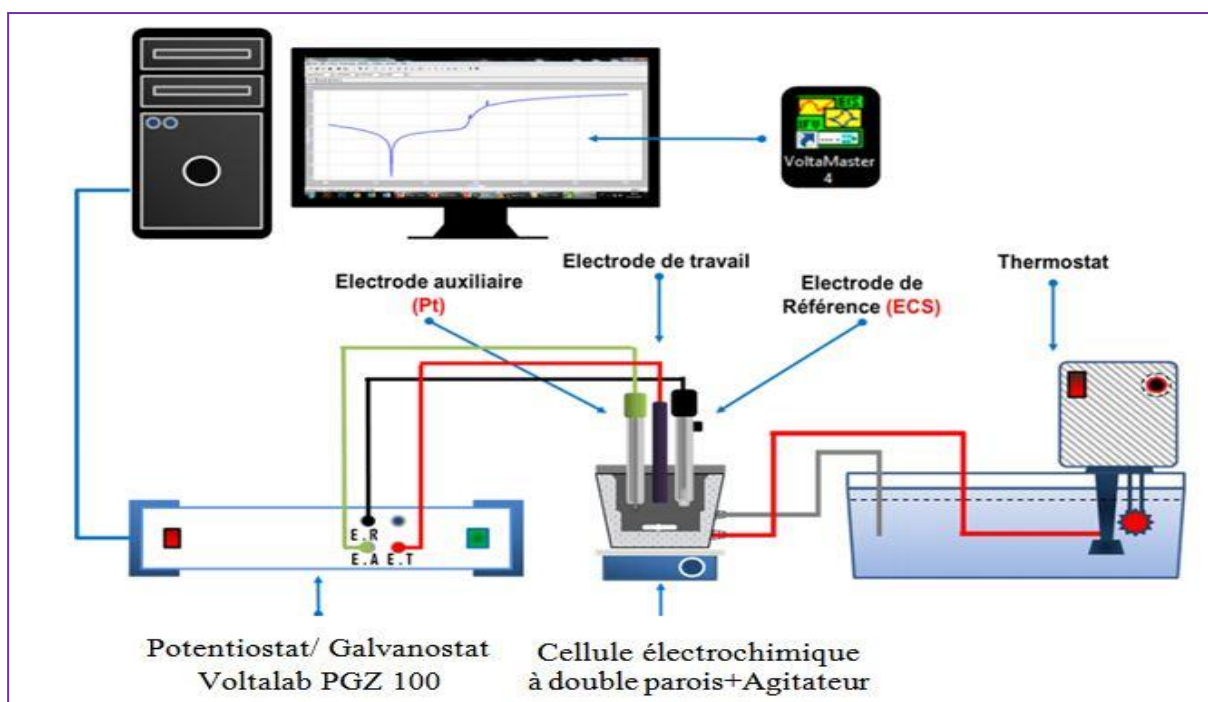 VoltaMaster
4
Electrode de travail
Thermostat
Electrode auxiliaire
(Pt)
Electrode de
Référence (ECS)
E.R
E.A E.T
Potentiostat/ Galvanostat
Voltalab PGZ 100
Cellule électrochimique
à double parois+Agitateur